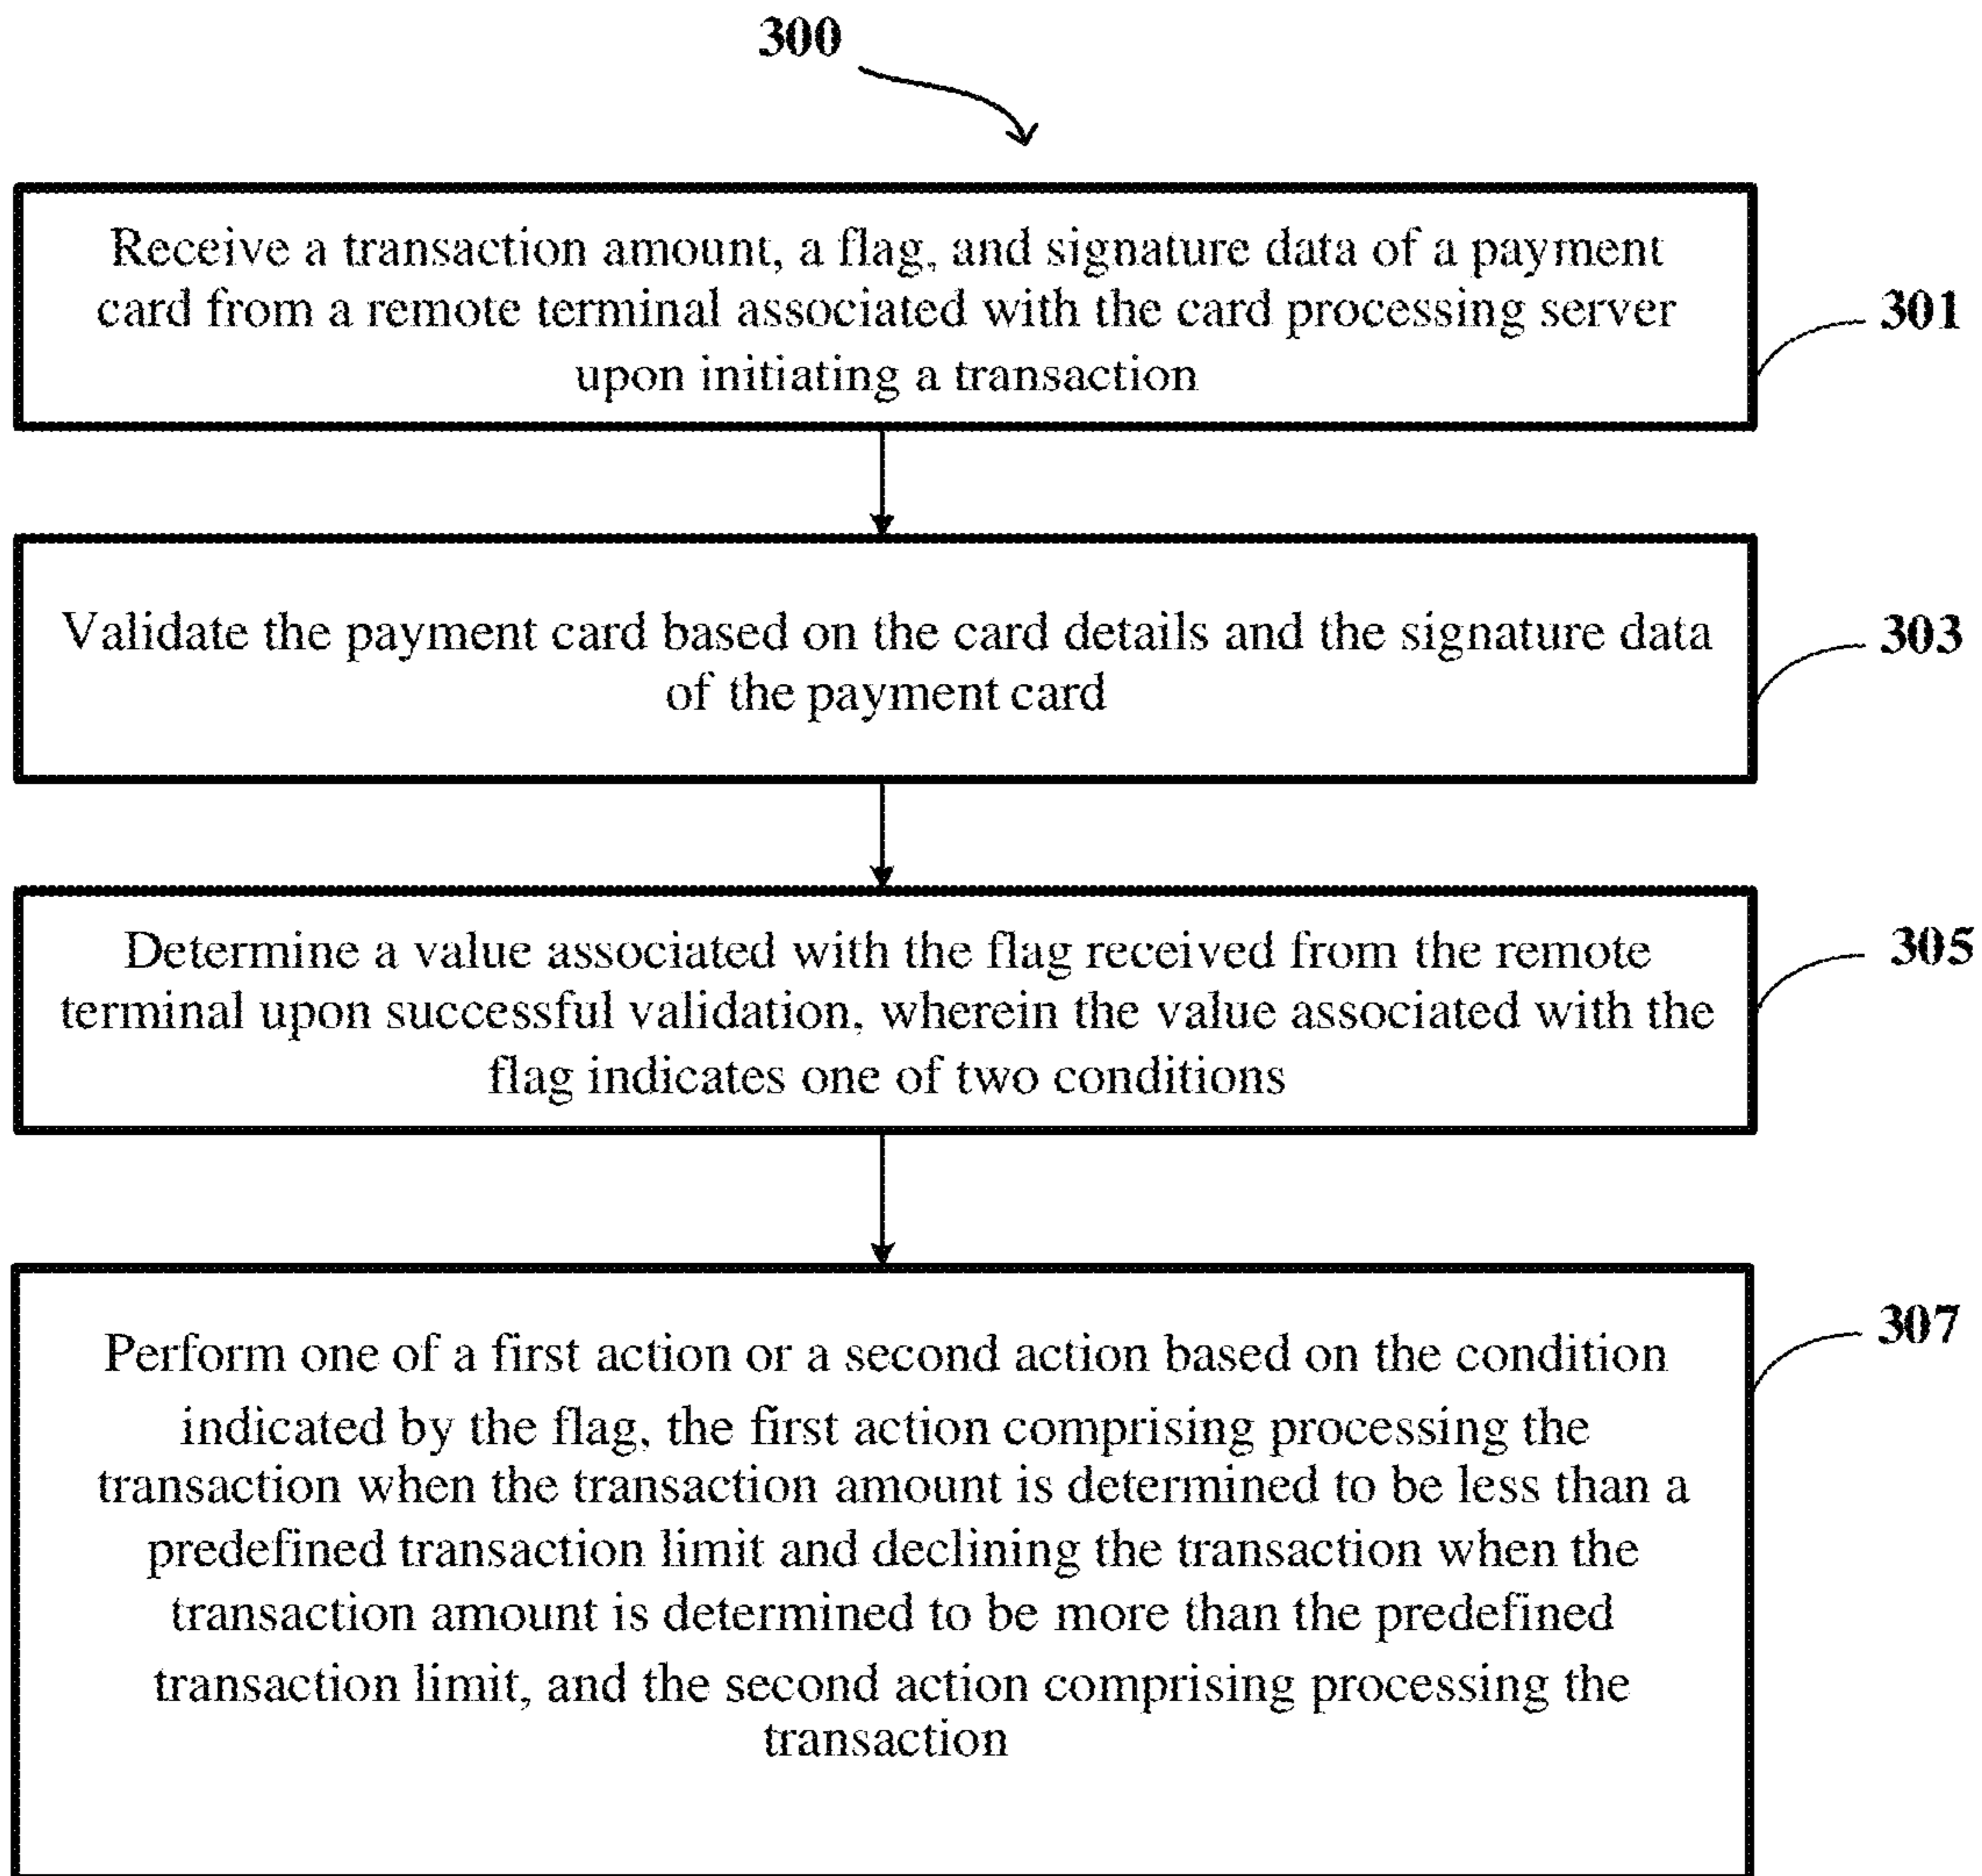 300
Receive a transaction amount, a flag, and signature data of a payment
card from a remote terminal associated with the card processing server
upon initiating a transaction
301
Validate the payment card based on the card details and the signature data
of the payment card
303
Determine a value associated with the flag received from the remote
terminal upon successful validation, wherein the value associated with the
flag indicates one of two conditions
305
Perform one of a first action or a second action based on the condition
indicated by the flag, the first action comprising processing the
transaction when the transaction amount is determined to be less than a
predefined transaction limit and declining the transaction when the
transaction amount is determined to be more than the predefined
transaction limit, and the second action comprising processing the
transaction
307